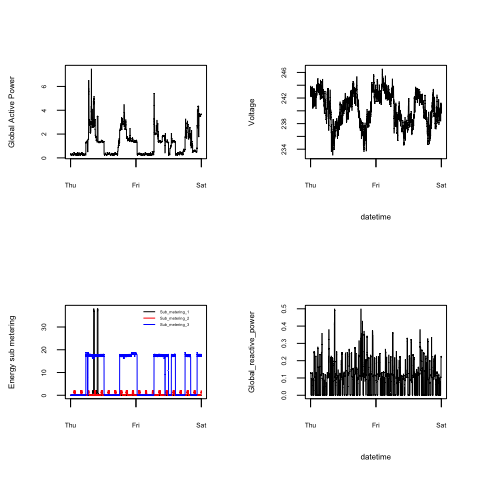 Global Active Power
0 2 4 6
Thu Fri Sat
Voltage
234 238 242 246
Thu Fri Sat
datetime
Energy sub metering
0 10 20 30
Sub_metering_1
Sub_metering_2
Sub_metering_3
Thu Fri Sat
Global_reactive_power
0.0 0.1 0.2 0.3 0.4 0.5
Thu Fri Sat
datetime